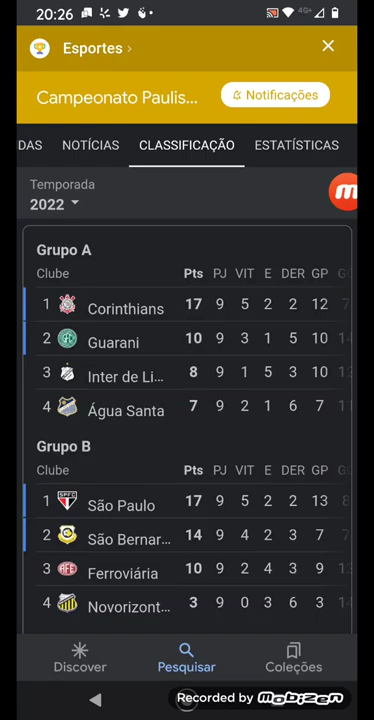 20:26 4G+
Esportes ›
Campeonato Paulis... Notificações
DAS NOTÍCIAS CLASSIFICAÇÃO ESTATÍSTICAS
Temporada
2022
Grupo A
Clube Pts PJ VIT E DER GP
1 Corinthians 17 9 5 2 2 12 7
2 Guarani 10 9 3 1 5 10
3 Inter de Li... 8 9 1 5 3 10
4 Água Santa 7 9 2 1 6 7
Grupo B
Clube Pts PJ VIT E DER GP
1 SPFC São Paulo 17 9 5 2 2 13 8
2 São Bernar... 14 9 4 2 3 7 7
3 Ferroviária 10 9 2 4 3 9
4 Novorizont... 3 9 0 3 6 3
Discover Pesquisar Coleções
Recorded by mobizen